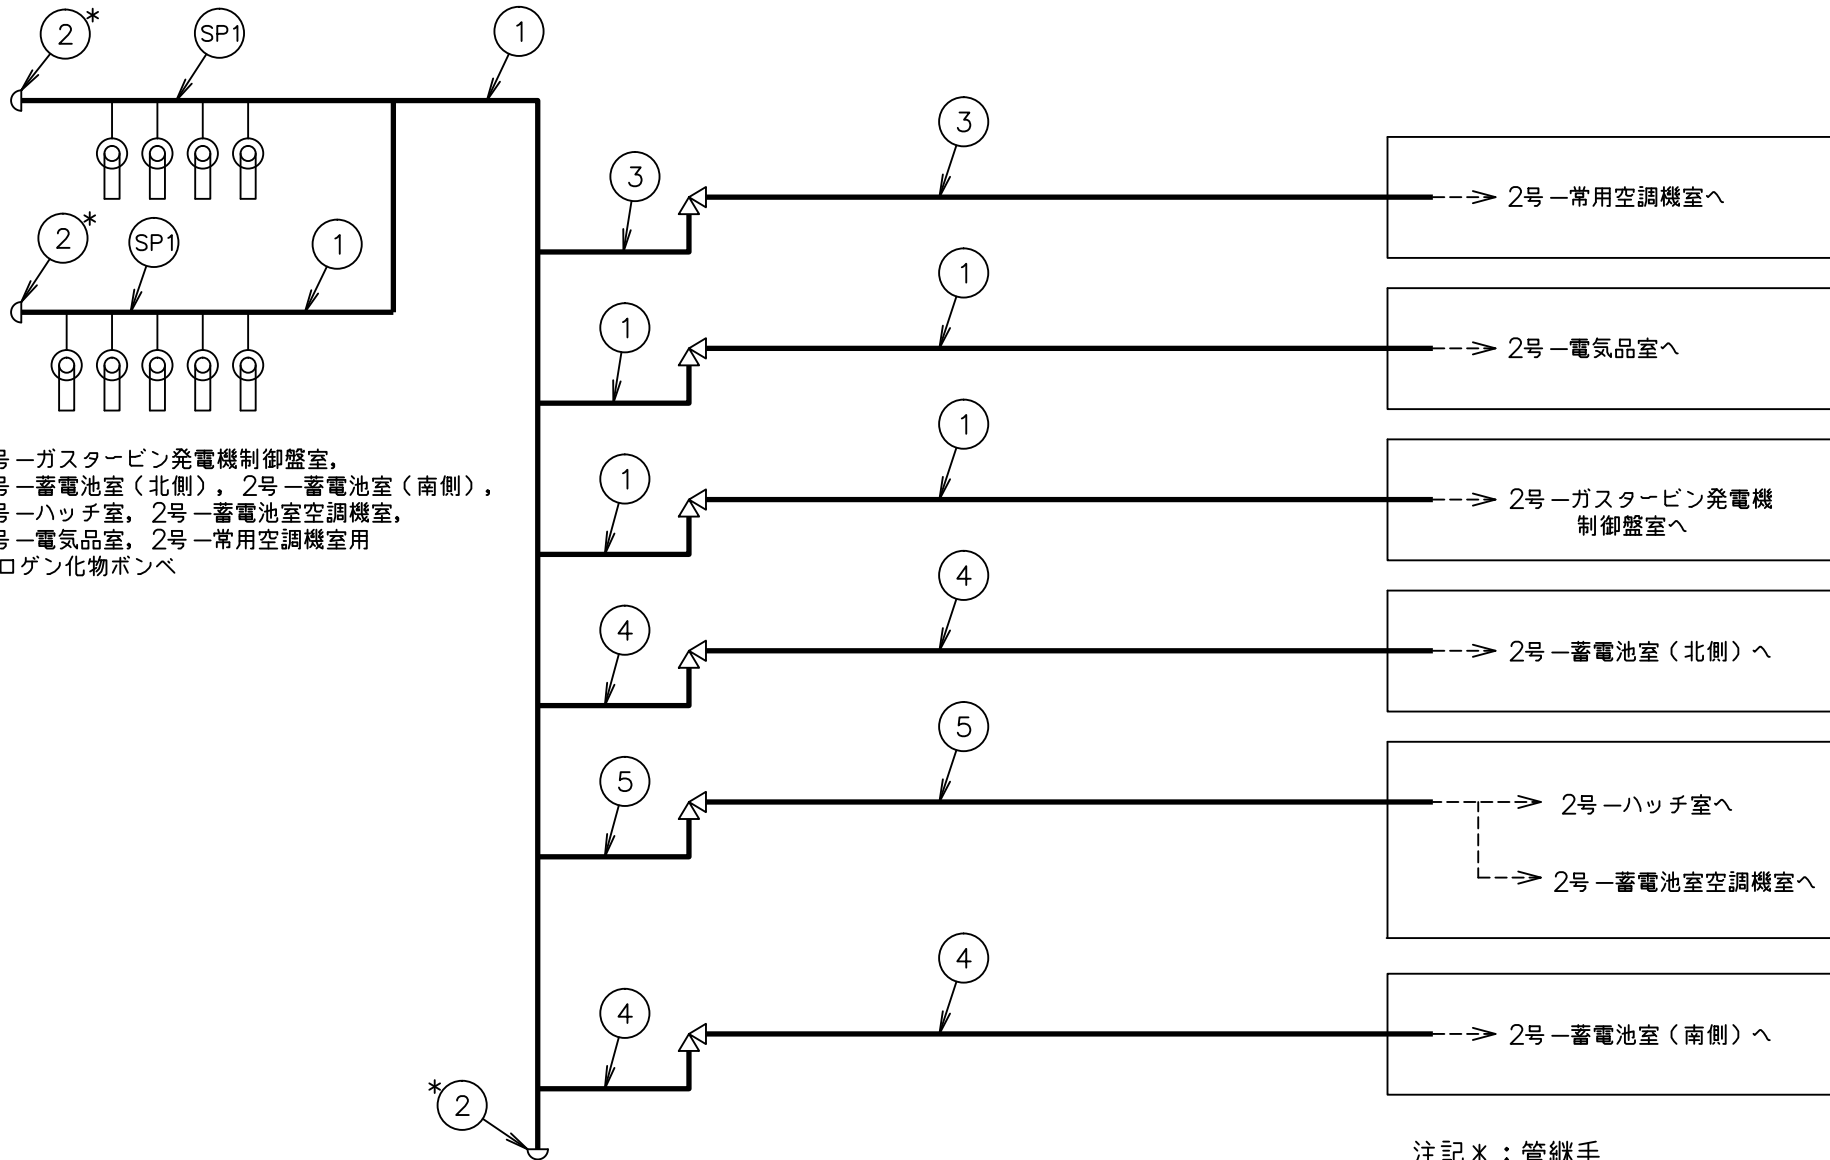 2*
SP1
1
3
3
2号－常用空調機室へ
2*
SP1
1
1
1
2号－電気品室へ
1
1
2号－ガスタービン発電機
制御盤室へ
号－ガスタービン発電機制御盤室,
号－蓄電池室（北側）, 2号－蓄電池室（南側）,
号－ハッチ室, 2号－蓄電池室空調機室,
号－電気品室, 2号－常用空調機室用
ロゲン化物ボンベ
4
4
2号－蓄電池室（北側）へ
5
5
2号－ハッチ室へ
2号－蓄電池室空調機室へ
4
4
2号－蓄電池室（南側）へ
*2
注記＊：管継手